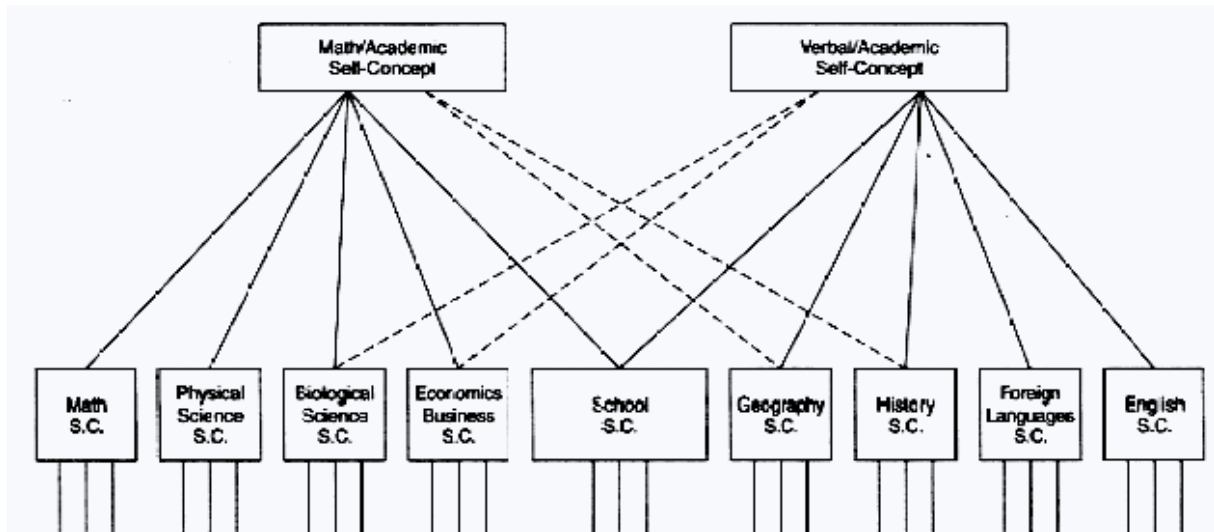 Math/Academic
Self-Concept
Verbal/Academic
Self-Concept
Math
S.C.
Physical
Science
S.C.
Biological
Science
S.C.
Economics
Business
S.C.
School
S.C.
Geography
S.C.
History
S.C.
Foreign
Languages
S.C.
English
S.C.